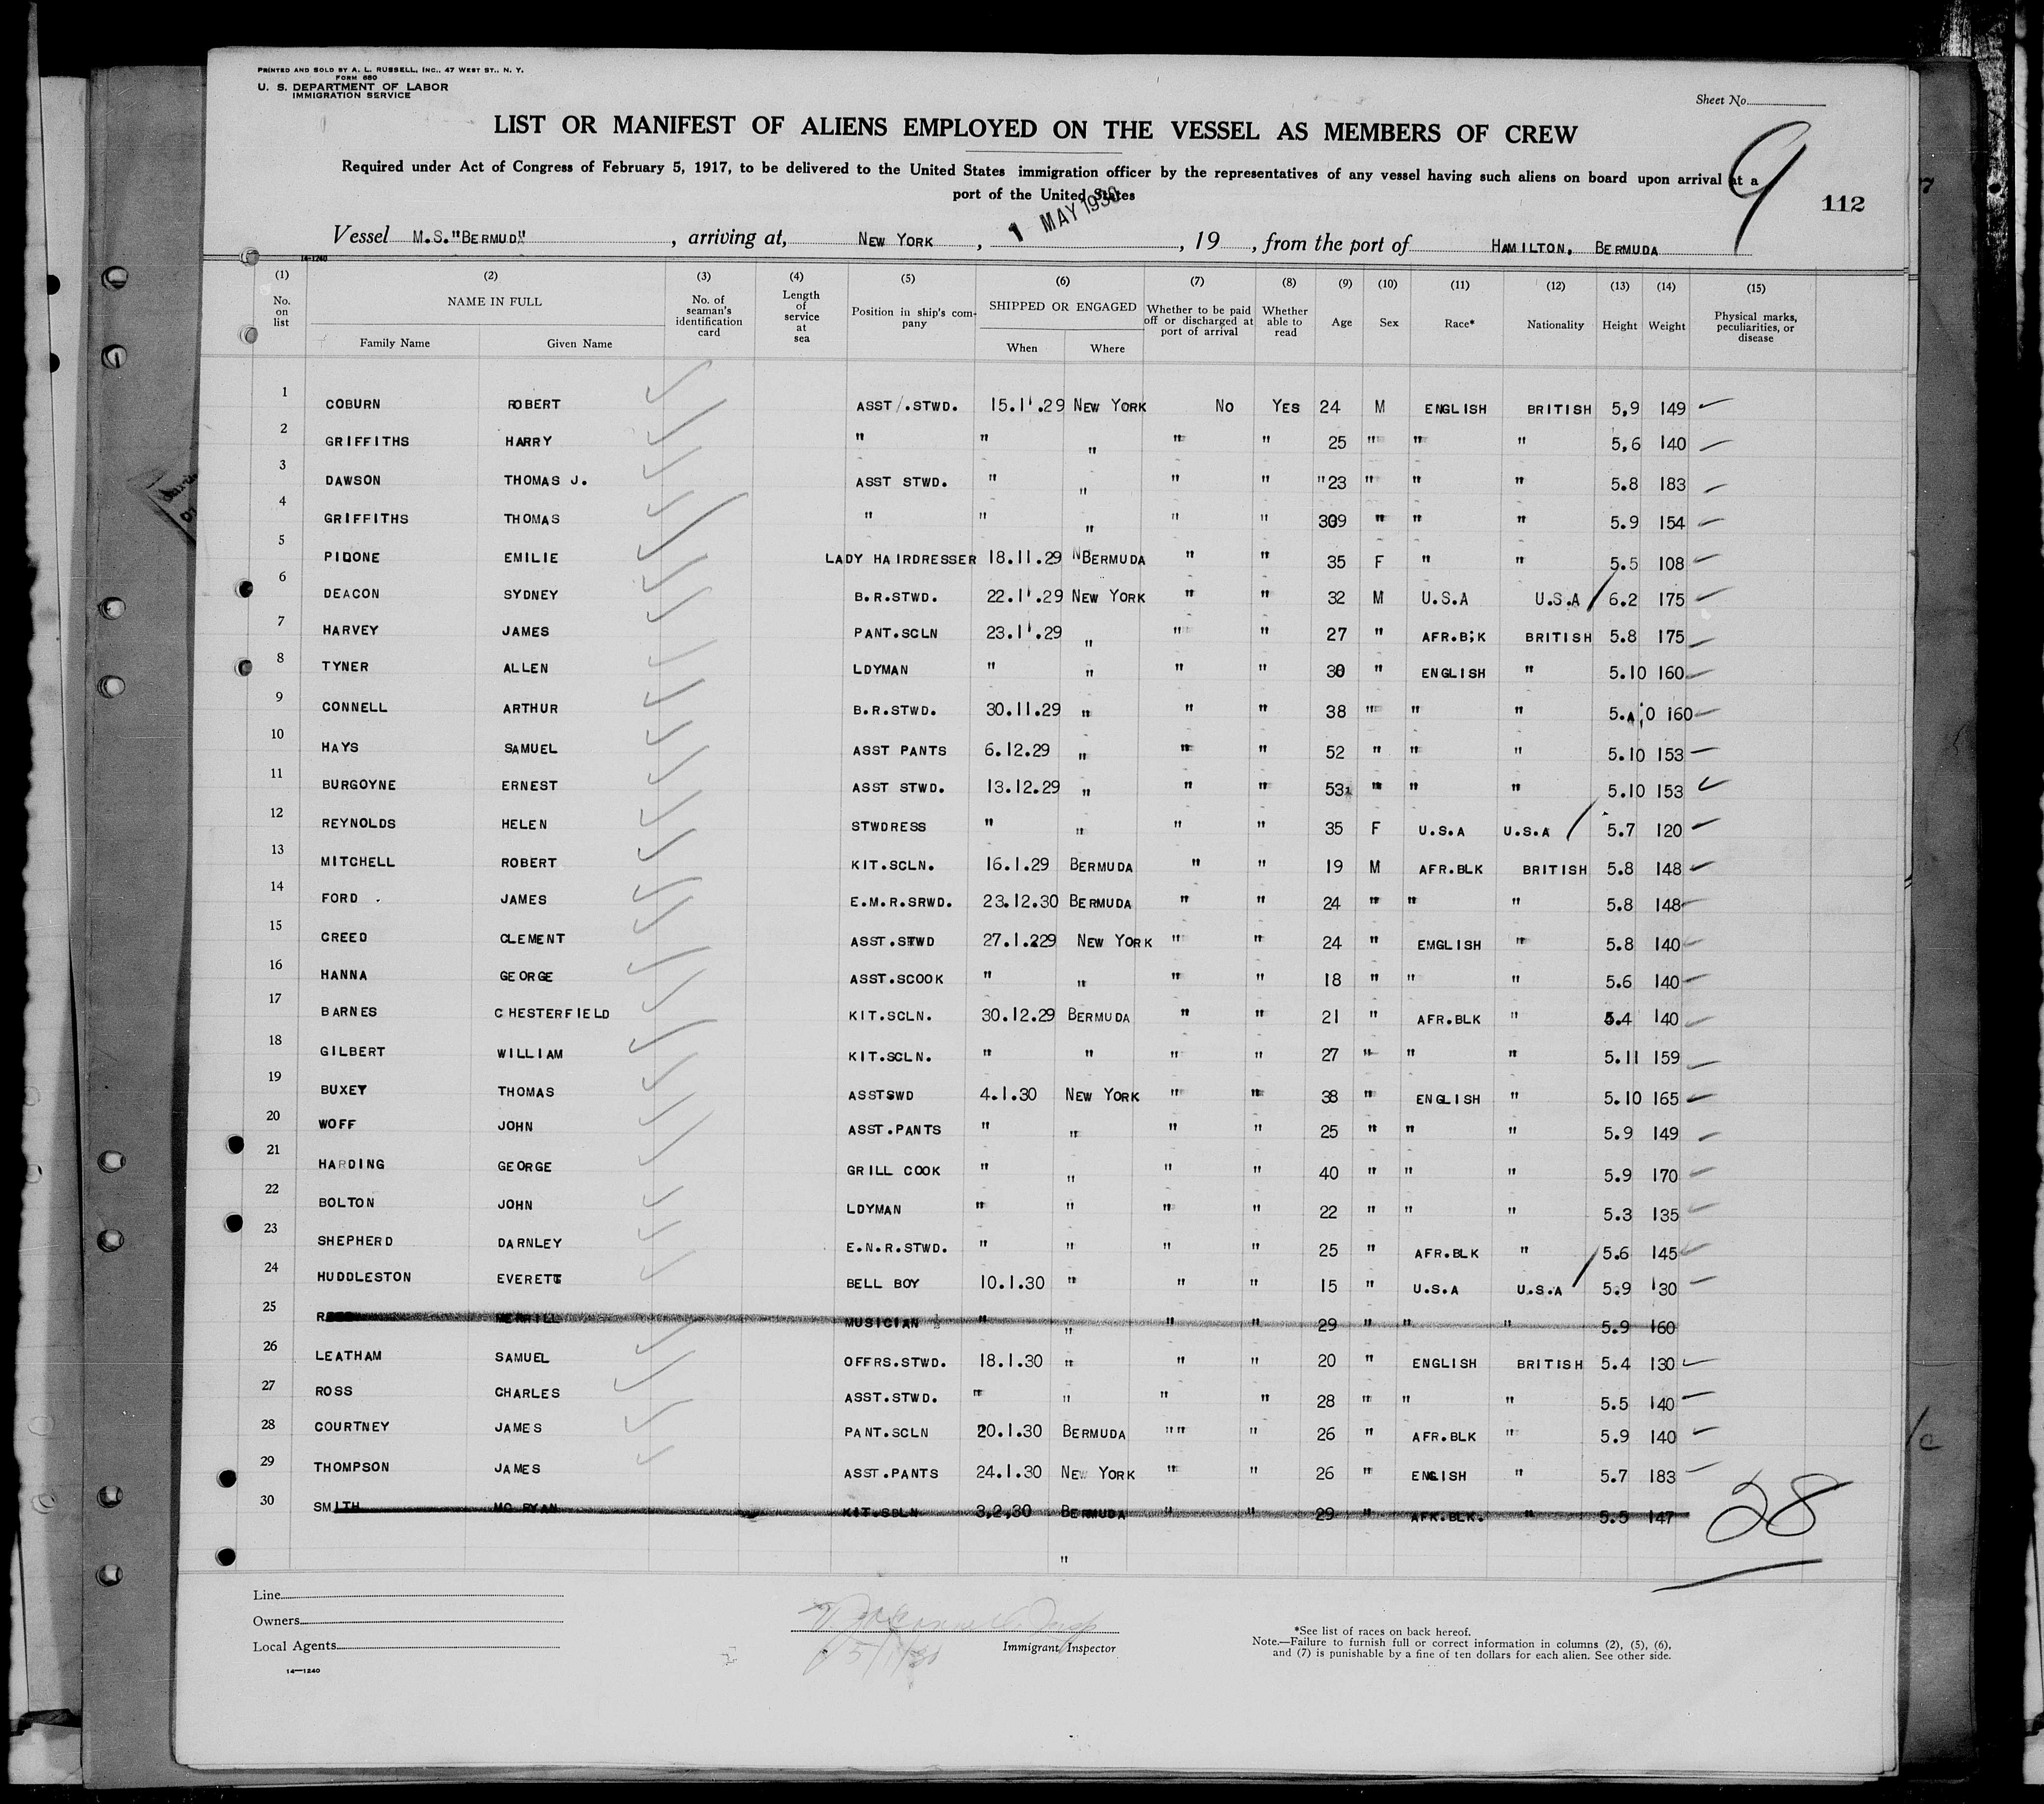 PRINTED AND SOLD BY A. L. RUSSELL, INC., 47 WEST ST., N. Y.
FORM 680
U. S. DEPARTMENT OF LABOR
IMMIGRATION SERVICE
Sheet No.
LIST OR MANIFEST OF ALIENS EMPLOYED ON THE VESSEL AS MEMBERS OF CREW
Required under Act of Congress of February 5, 1917, to be delivered to the United States immigration officer by the representatives of any vessel having such aliens on board upon arrival at a
port of the United States
9
112
1 MAY 1930
Vessel M.S."BERMUDA" , arriving at, NEW YORK , , 19 , from the port of HAMILTON, BERMUDA
14-1240
(1) (2) (3) (4) (5) (6) (7) (8) (9) (10) (11) (12) (13) (14) (15)
No. on list NAME IN FULL Family Name Given Name No. of seaman's identification card Length of service at sea Position in ship's company SHIPPED OR ENGAGED When Where Whether to be paid off or discharged at port of arrival Whether able to read Age Sex Race* Nationality Height Weight Physical marks, peculiarities, or disease
1 COBURN ROBERT ASST/.STWD. 15.11.29 NEW YORK NO YES 24 M ENGLISH BRITISH 5,9 149
2 GRIFFITHS HARRY " " " " " 25 " " " 5,6 140
3 DAWSON THOMAS J. ASST STWD. " " " " "23 " " " 5.8 183
4 GRIFFITHS THOMAS " " " " " 309 " " " 5.9 154
5 PIDONE EMILIE LADY HAIRDRESSER 18.11.29 NBERMUDA " " 35 F " " 5.5 108
6 DEACON SYDNEY B.R.STWD. 22.11.29 NEW YORK " " 32 M U.S.A U.S.A 6.2 175
7 HARVEY JAMES PANT.SCLN 23.11.29 " " " 27 " AFR.B;K BRITISH 5.8 175
8 TYNER ALLEN LDYMAN " " " " 30 " ENGLISH " 5.10 160
9 CONNELL ARTHUR B.R.STWD. 30.11.29 " " " 38 " " " 5.10 160
10 HAYS SAMUEL ASST PANTS 6.12.29 " " " 52 " " " 5.10 153
11 BURGOYNE ERNEST ASST STWD. 13.12.29 " " " 531 " " " 5.10 153
12 REYNOLDS HELEN STWDRESS " " " " 35 F U.S.A U.S.A 5.7 120
13 MITCHELL ROBERT KIT.SCLN. 16.1.29 BERMUDA " " 19 M AFR.BLK BRITISH 5.8 148
14 FORD . JAMES E.M.R.SRWD. 23.12.30 BERMUDA " " 24 " " " 5.8 148
15 CREED CLEMENT ASST.STWD 27.1.229 NEW YORK " " 24 " EMGLISH " 5.8 140
16 HANNA GEORGE ASST.SCOOK " " " " 18 " " " 5.6 140
17 BARNES CHESTERFIELD KIT.SCLN. 30.12.29 BERMUDA " " 21 " AFR.BLK " 5.4 140
18 GILBERT WILLIAM KIT.SCLN. " " " " 27 " " " 5.11 159
19 BUXEY THOMAS ASSTSWD 4.1.30 NEW YORK " " 38 " ENGLISH " 5.10 165
20 WOFF JOHN ASST.PANTS " " " " 25 " " " 5.9 149
21 HARDING GEORGE GRILL COOK " " " " 40 " " " 5.9 170
22 BOLTON JOHN LDYMAN " " " " 22 " " " 5.3 135
23 SHEPHERD DARNLEY E.N.R.STWD. " " " " 25 " AFR.BLK " 5.6 145
24 HUDDLESTON EVERETT BELL BOY 10.1.30 " " " 15 " U.S.A U.S.A 5.9 130
25 MERRILL MUSICIAN " " " " 29 " " " 5.9 160
26 LEATHAM SAMUEL OFFRS.STWD. 18.1.30 " " " 20 " ENGLISH BRITISH 5.4 130
27 ROSS CHARLES ASST.STWD. " " " " 28 " " " 5.5 140
28 COURTNEY JAMES PANT.SCLN 20.1.30 BERMUDA "" " 26 " AFR.BLK " 5.9 140
29 THOMPSON JAMES ASST.PANTS 24.1.30 NEW YORK " " 26 " ENGLISH " 5.7 183
30 SMITH MC RYAN KIT.SCLN 3.2.30 BERMUDA " " 29 " AFR.BLK. " 5.5 147
"
28
Line
Owners
Local Agents
14-1240
Immigrant Inspector
*See list of races on back hereof.
Note.—Failure to furnish full or correct information in columns (2), (5), (6),
and (7) is punishable by a fine of ten dollars for each alien. See other side.